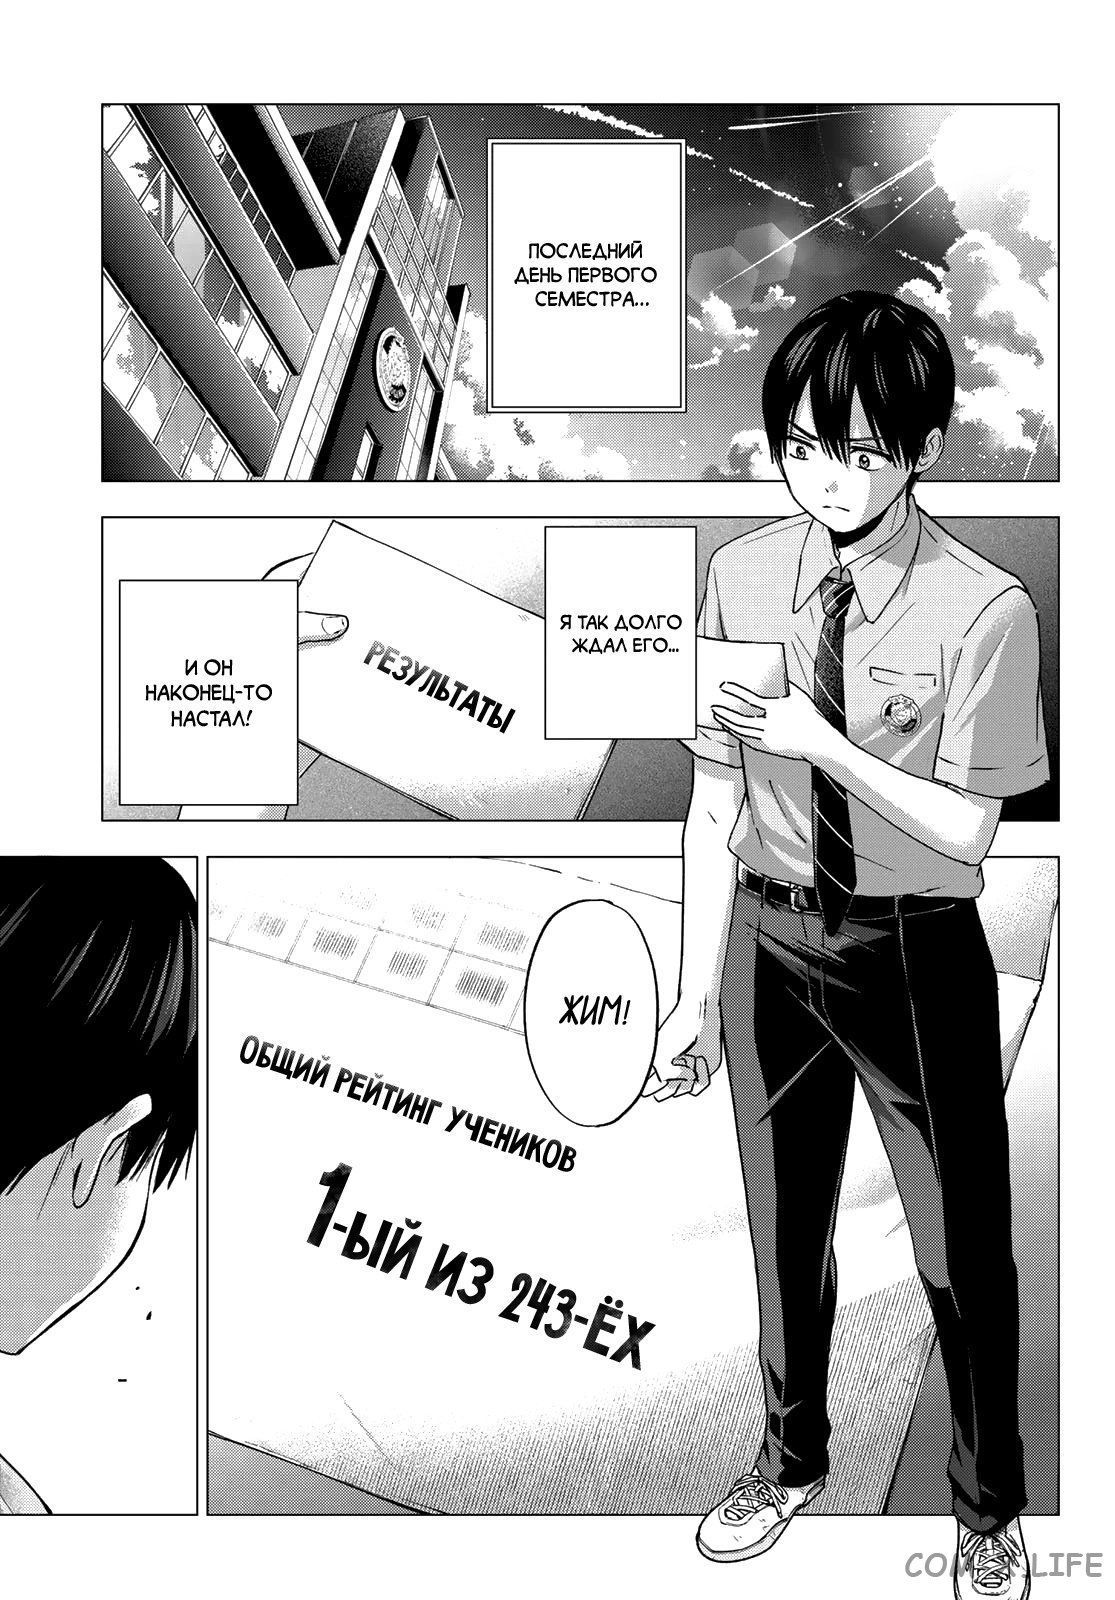 ПОСЛЕДНИЙ
ДЕНЬ ПЕРВОГО
СЕМЕСТРА...
Я ТАК ДОЛГО
ЖДАЛ ЕГО...
РЕЗУЛЬТАТЫ
И ОН
НАКОНЕЦ-ТО
НАСТАЛ!
ЖИМ!
ОБЩИЙ РЕЙТИНГ УЧЕНИКОВ
1-ЫЙ ИЗ 243-ЁХ